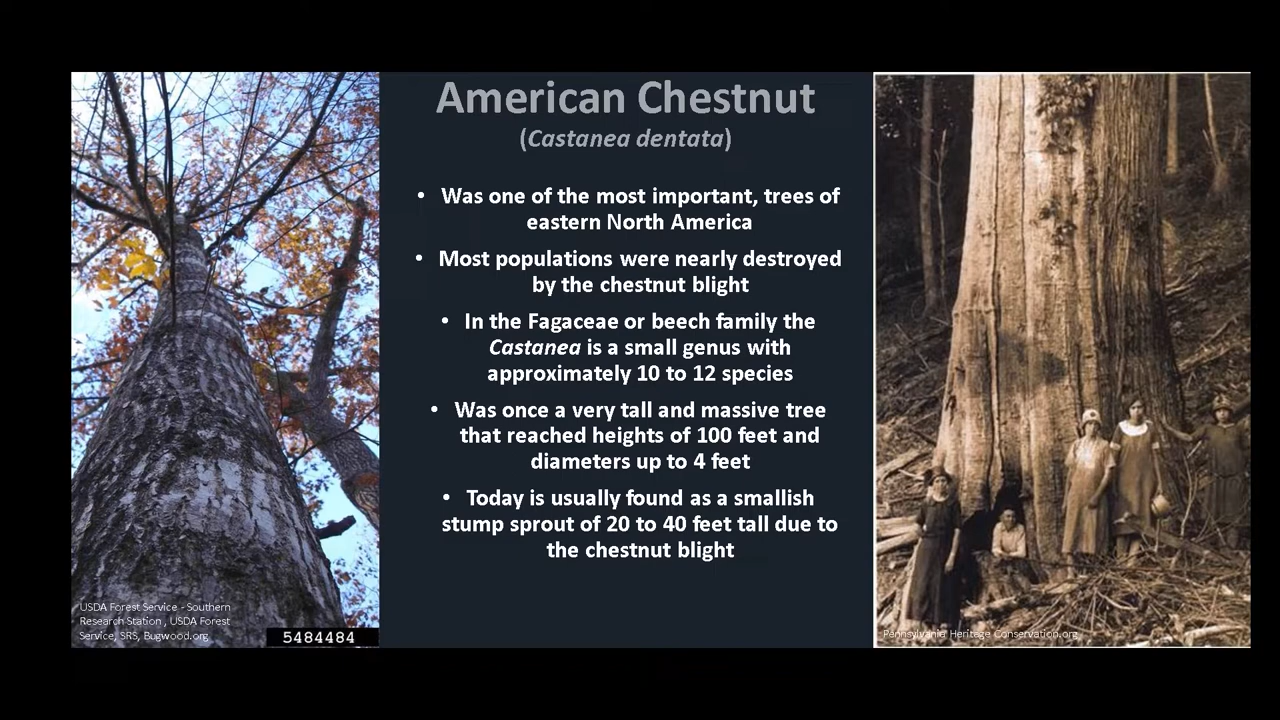 American Chestnut
(Castanea dentata)
• Was one of the most important, trees of
eastern North America
• Most populations were nearly destroyed
by the chestnut blight
• In the Fagaceae or beech family the
Castanea is a small genus with
approximately 10 to 12 species
• Was once a very tall and massive tree
that reached heights of 100 feet and
diameters up to 4 feet
• Today is usually found as a smallish
stump sprout of 20 to 40 feet tall due to
the chestnut blight
USDA Forest Service - Southern
Research Station , USDA Forest
Service, SRS, Bugwood.org
5484484
Pennsylvania Heritage Conservation.org